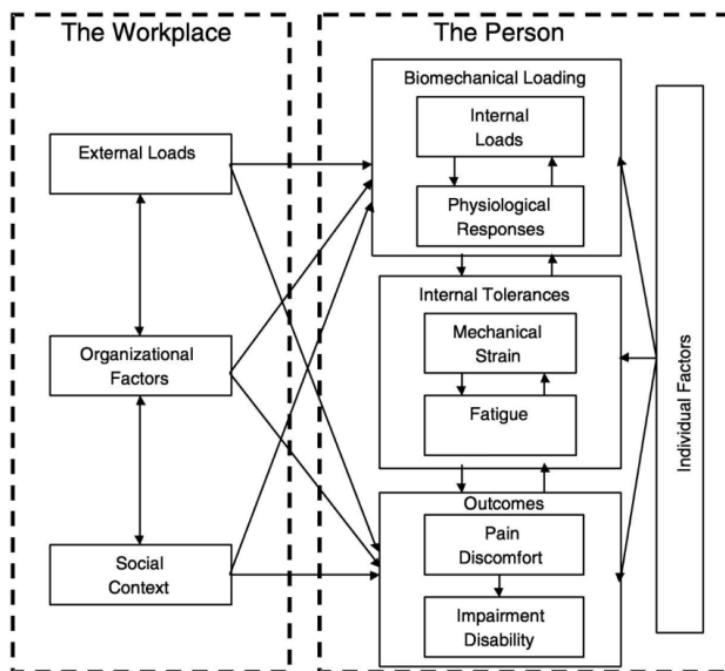 The Workplace
External Loads
Organizational
Factors
Social
Context
The Person
Biomechanical Loading
Internal
Loads
Physiological
Responses
Internal Tolerances
Mechanical
Strain
Fatigue
Outcomes
Pain
Discomfort
Impairment
Disability
Individual Factors